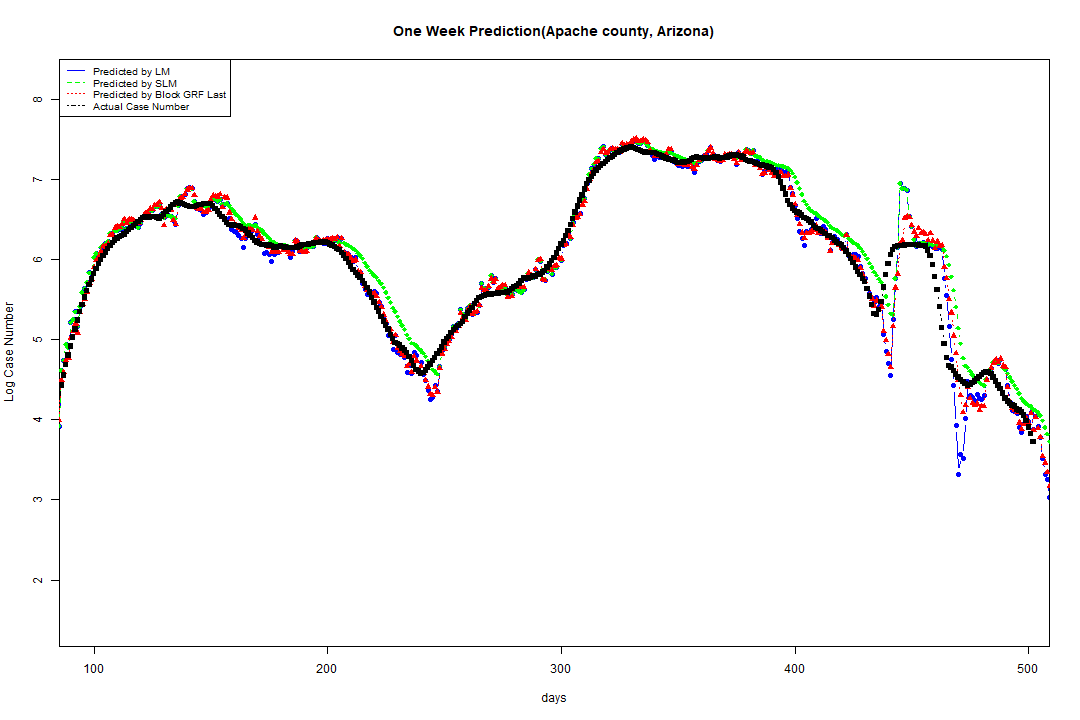 One Week Prediction(Apache county, Arizona)
Predicted by LM
Predicted by SLM
Predicted by Block GRF Last
Actual Case Number
8
7
6
5
4
3
2
Log Case Number
100 200 300 400 500
days